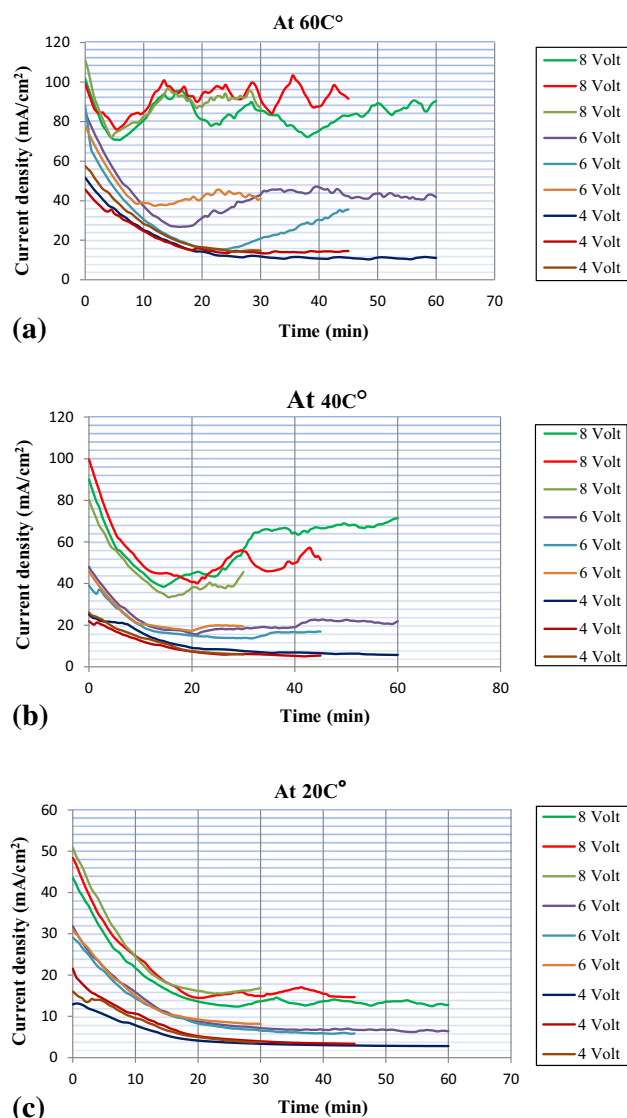 At 60C°
Current density (mA/cm²)
120
100
80
60
40
20
0
0 10 20 30 40 50 60 70
Time (min)
8 Volt
8 Volt
8 Volt
6 Volt
6 Volt
6 Volt
4 Volt
4 Volt
4 Volt
(a)
At 40C°
Current density (mA/cm²)
120
100
80
60
40
20
0
0 20 40 60 80
Time (min)
8 Volt
8 Volt
8 Volt
6 Volt
6 Volt
6 Volt
4 Volt
4 Volt
4 Volt
(b)
At 20C°
Current density (mA/cm²)
60
50
40
30
20
10
0
0 10 20 30 40 50 60 70
Time (min)
8 Volt
8 Volt
8 Volt
6 Volt
6 Volt
6 Volt
4 Volt
4 Volt
4 Volt
(c)